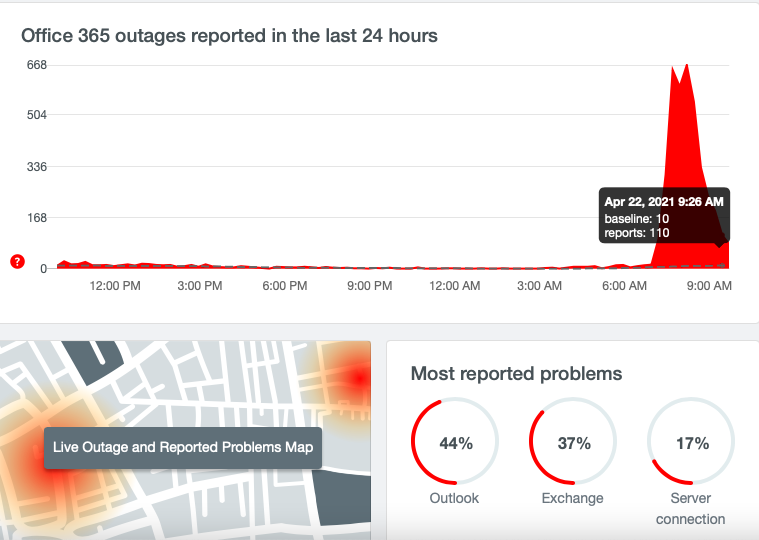 Office 365 outages reported in the last 24 hours
668
504
336
168
0
?
Apr 22, 2021 9:26 AM
baseline: 10
reports: 110
12:00 PM 3:00 PM 6:00 PM 9:00 PM 12:00 AM 3:00 AM 6:00 AM 9:00 AM
Live Outage and Reported Problems Map
Most reported problems
44% 37% 17%
Outlook Exchange Server
connection